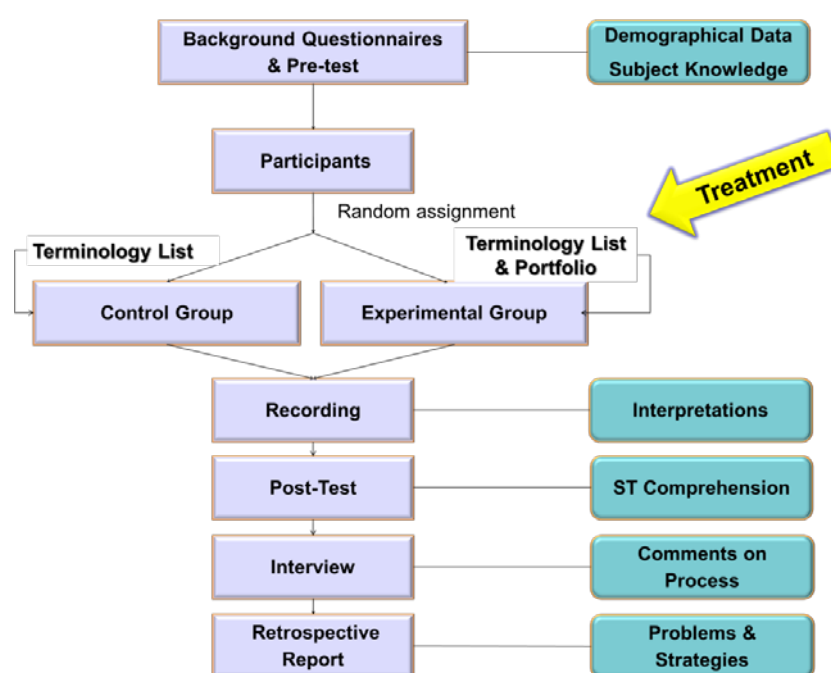 Background Questionnaires
& Pre-test
Demographical Data
Subject Knowledge
Participants
Treatment
Random assignment
Terminology List
Terminology List
& Portfolio
Control Group
Experimental Group
Recording
Interpretations
Post-Test
ST Comprehension
Interview
Comments on
Process
Retrospective
Report
Problems &
Strategies